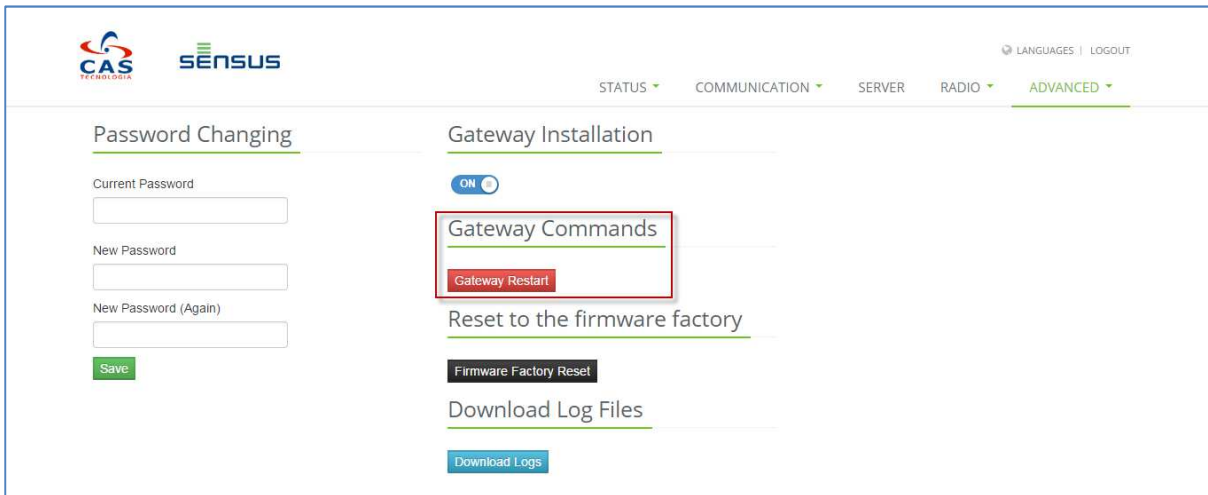 CAS
TECNOLOGIA
sensus
LANGUAGES | LOGOUT
STATUS COMMUNICATION SERVER RADIO ADVANCED
Password Changing
Current Password
New Password
New Password (Again)
Save
Gateway Installation
ON
Gateway Commands
Gateway Restart
Reset to the firmware factory
Firmware Factory Reset
Download Log Files
Download Logs